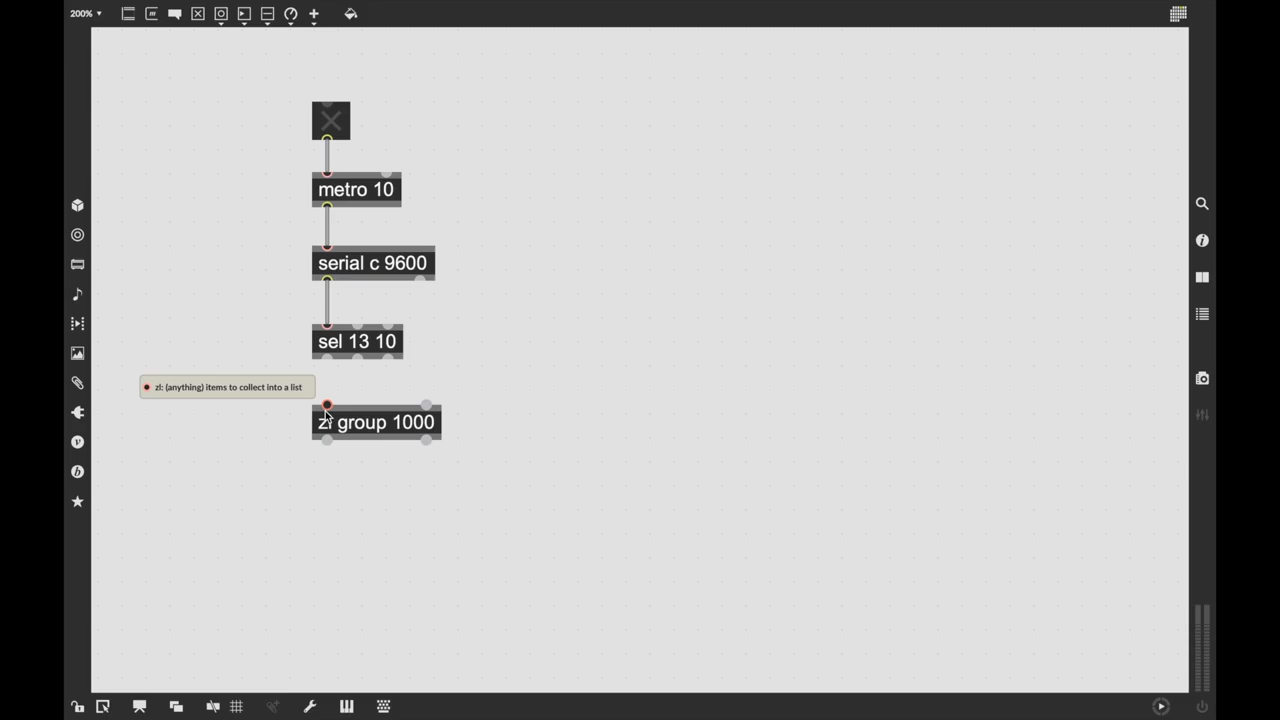 200%
metro 10
serial c 9600
sel 13 10
zl: (anything) items to collect into a list
zl group 1000